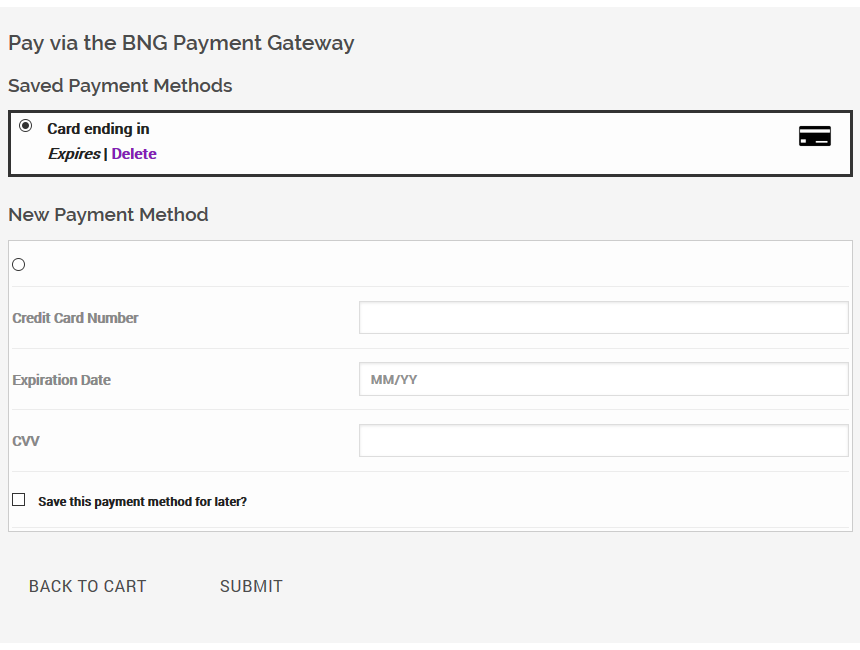 Pay via the BNG Payment Gateway
Saved Payment Methods
Card ending in
Expires | Delete
New Payment Method
Credit Card Number
Expiration Date MM/YY
CVV
Save this payment method for later?
BACK TO CART SUBMIT